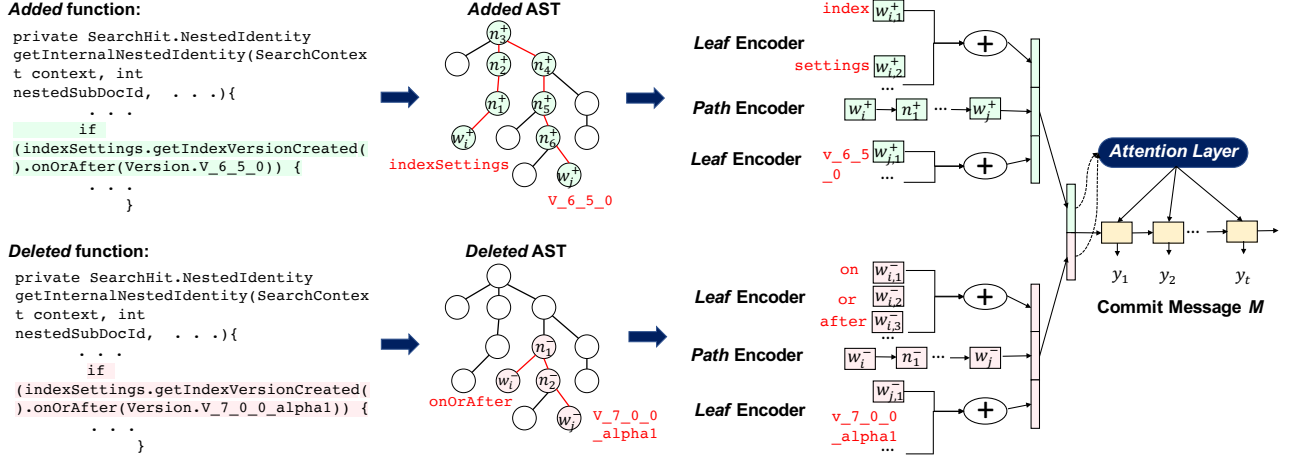 Added function:
private SearchHit.NestedIdentity
getInternalNestedIdentity(SearchContex
t context, int
nestedSubDocId, . . .){
. . .
if
(indexSettings.getIndexVersionCreated(
).onOrAfter(Version.V_6_5_0)) {
. . .
}
Added AST
n₃⁺
n₂⁺
n₄⁺
n₁⁺
n₅⁺
wᵢ⁺
n₆⁺
indexSettings
wⱼ⁺
V_6_5_0
index
wᵢ,₁⁺
Leaf Encoder
+
settings
wᵢ,₂⁺
...
Path Encoder
wᵢ⁺
n₁⁺
...
wⱼ⁺
Leaf Encoder
v_6_5
_0
wⱼ,₁⁺
...
+
Attention Layer
...
y₁
y₂
yₜ
Commit Message M
Deleted function:
private SearchHit.NestedIdentity
getInternalNestedIdentity(SearchContex
t context, int
nestedSubDocId, . . .){
. . .
if
(indexSettings.getIndexVersionCreated(
).onOrAfter(Version.V_7_0_0_alpha1)) {
. . .
}
Deleted AST
n₁⁻
wᵢ⁻
n₂⁻
onOrAfter
wⱼ⁻
V_7_0_0
_alpha1
on
wᵢ,₁⁻
Leaf Encoder
or
wᵢ,₂⁻
+
after
wᵢ,₃⁻
...
Path Encoder
wᵢ⁻
n₁⁻
...
wⱼ⁻
Leaf Encoder
wⱼ,₁⁻
+
v_7_0_0
_alpha1
...